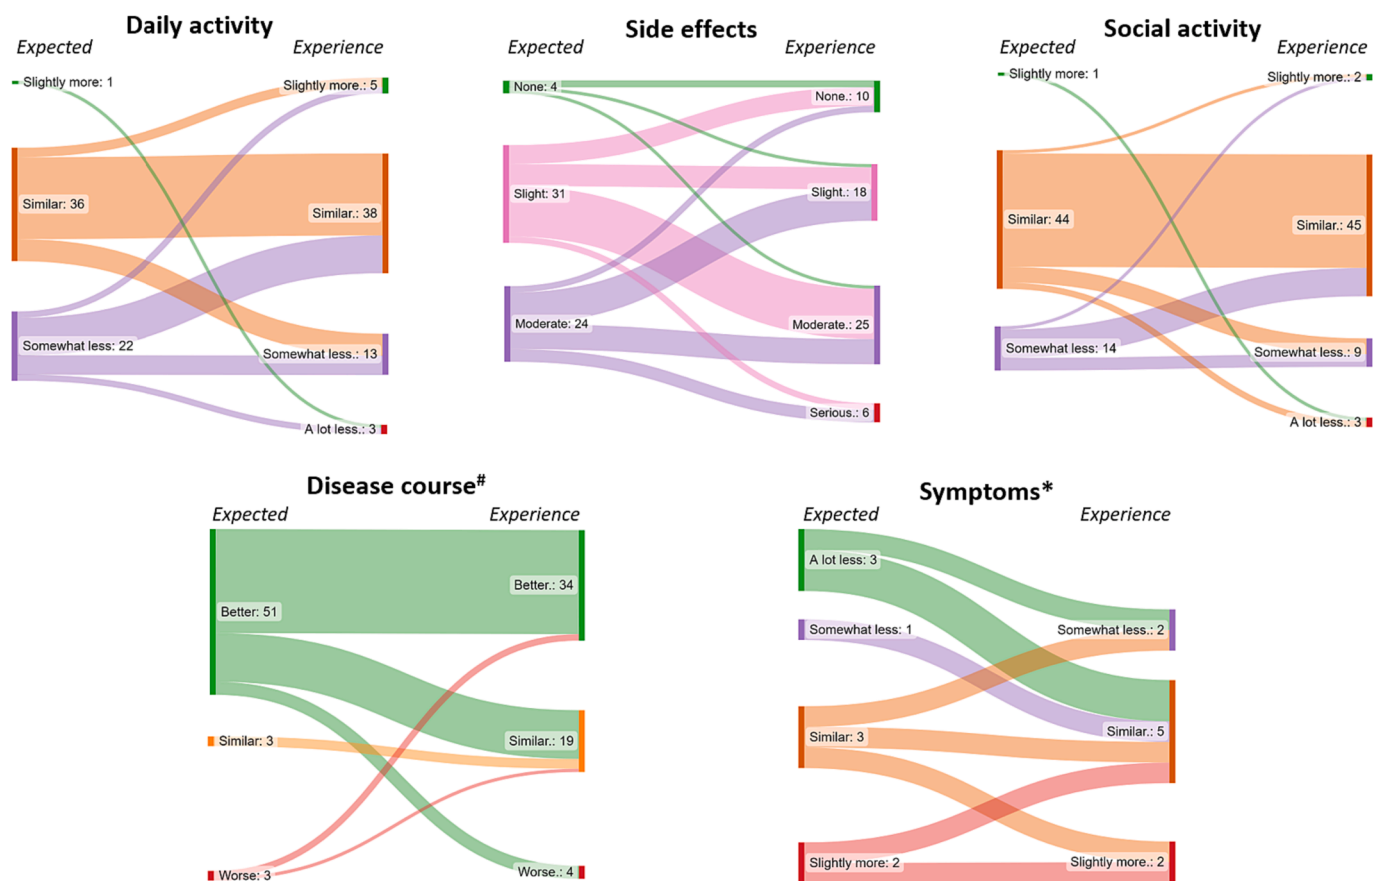 Daily activity
Expected Experience
Slightly more: 1
Slightly more.: 5
Similar: 36
Similar.: 38
Somewhat less: 22
Somewhat less.: 13
A lot less.: 3
Side effects
Expected Experience
None: 4
None.: 10
Slight: 31
Slight.: 18
Moderate: 24
Moderate.: 25
Serious.: 6
Social activity
Expected Experience
Slightly more: 1
Slightly more.: 2
Similar: 44
Similar.: 45
Somewhat less: 14
Somewhat less.: 9
A lot less.: 3
Disease course#
Expected Experience
Better: 51
Better.: 34
Similar: 3
Similar.: 19
Worse: 3
Worse.: 4
Symptoms*
Expected Experience
A lot less: 3
Somewhat less: 1
Somewhat less.: 2
Similar: 3
Similar.: 5
Slightly more: 2
Slightly more.: 2